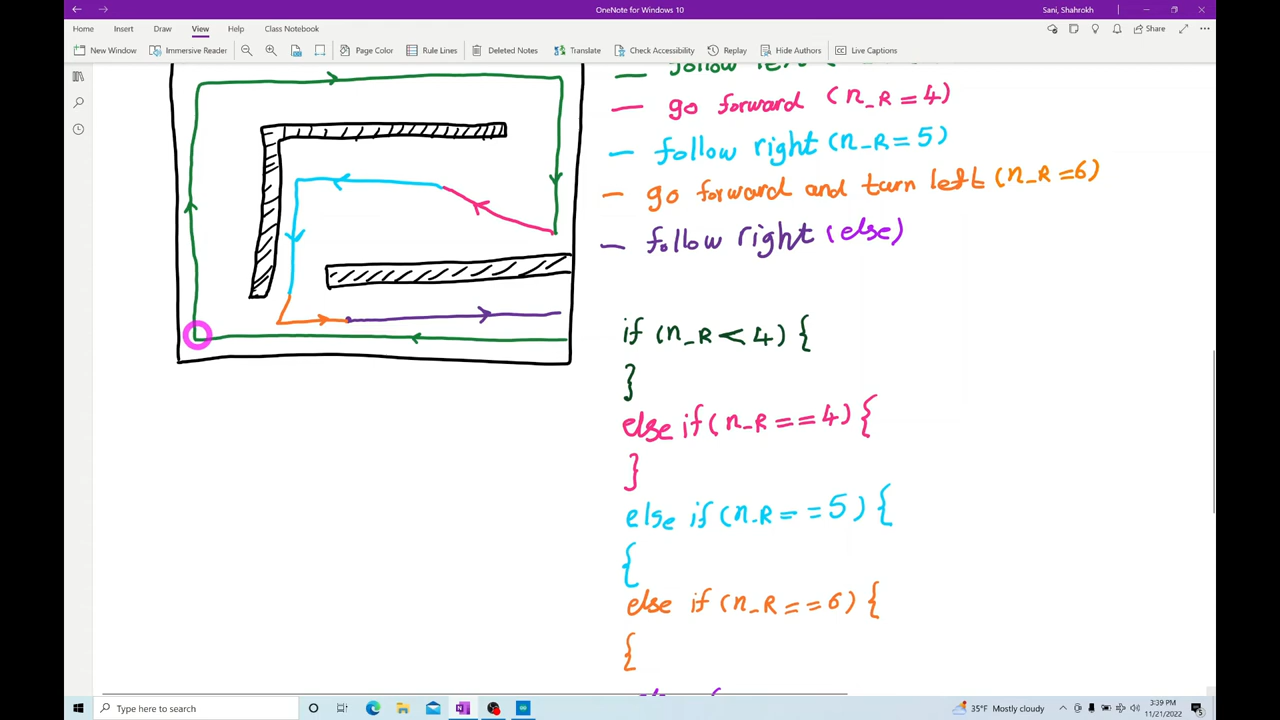 OneNote for Windows 10
Sani, Shahrokh
Home Insert Draw View Help Class Notebook
Share
New Window Immersive Reader Page Color Rule Lines Deleted Notes Translate Check Accessibility Replay Hide Authors Live Captions
— follow left (
— go forward (n_R = 4)
— follow right (n_R = 5)
— go forward and turn left (n_R = 6)
— follow right (else)
if (n_R < 4) {
}
else if (n_R == 4) {
}
else if (n_R == 5) {
{
else if (n_R == 6) {
{
Type here to search
35°F Mostly cloudy
3:39 PM
11/21/2022
5